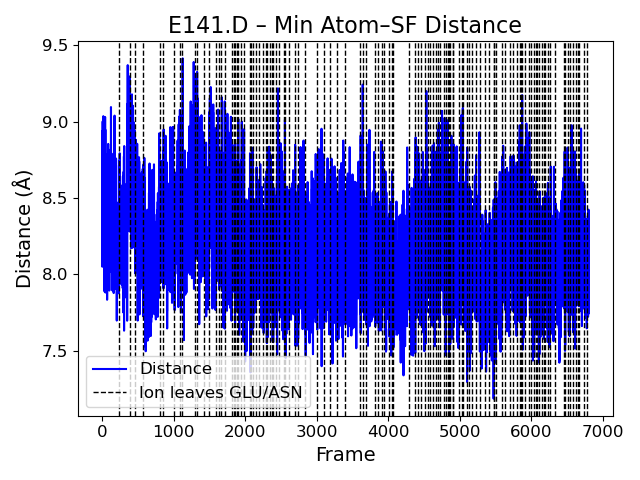 E141.D – Min Atom–SF Distance
9.5
9.0
8.5
8.0
7.5
Distance (Å)
Distance
Ion leaves GLU/ASN
0 1000 2000 3000 4000 5000 6000 7000
Frame